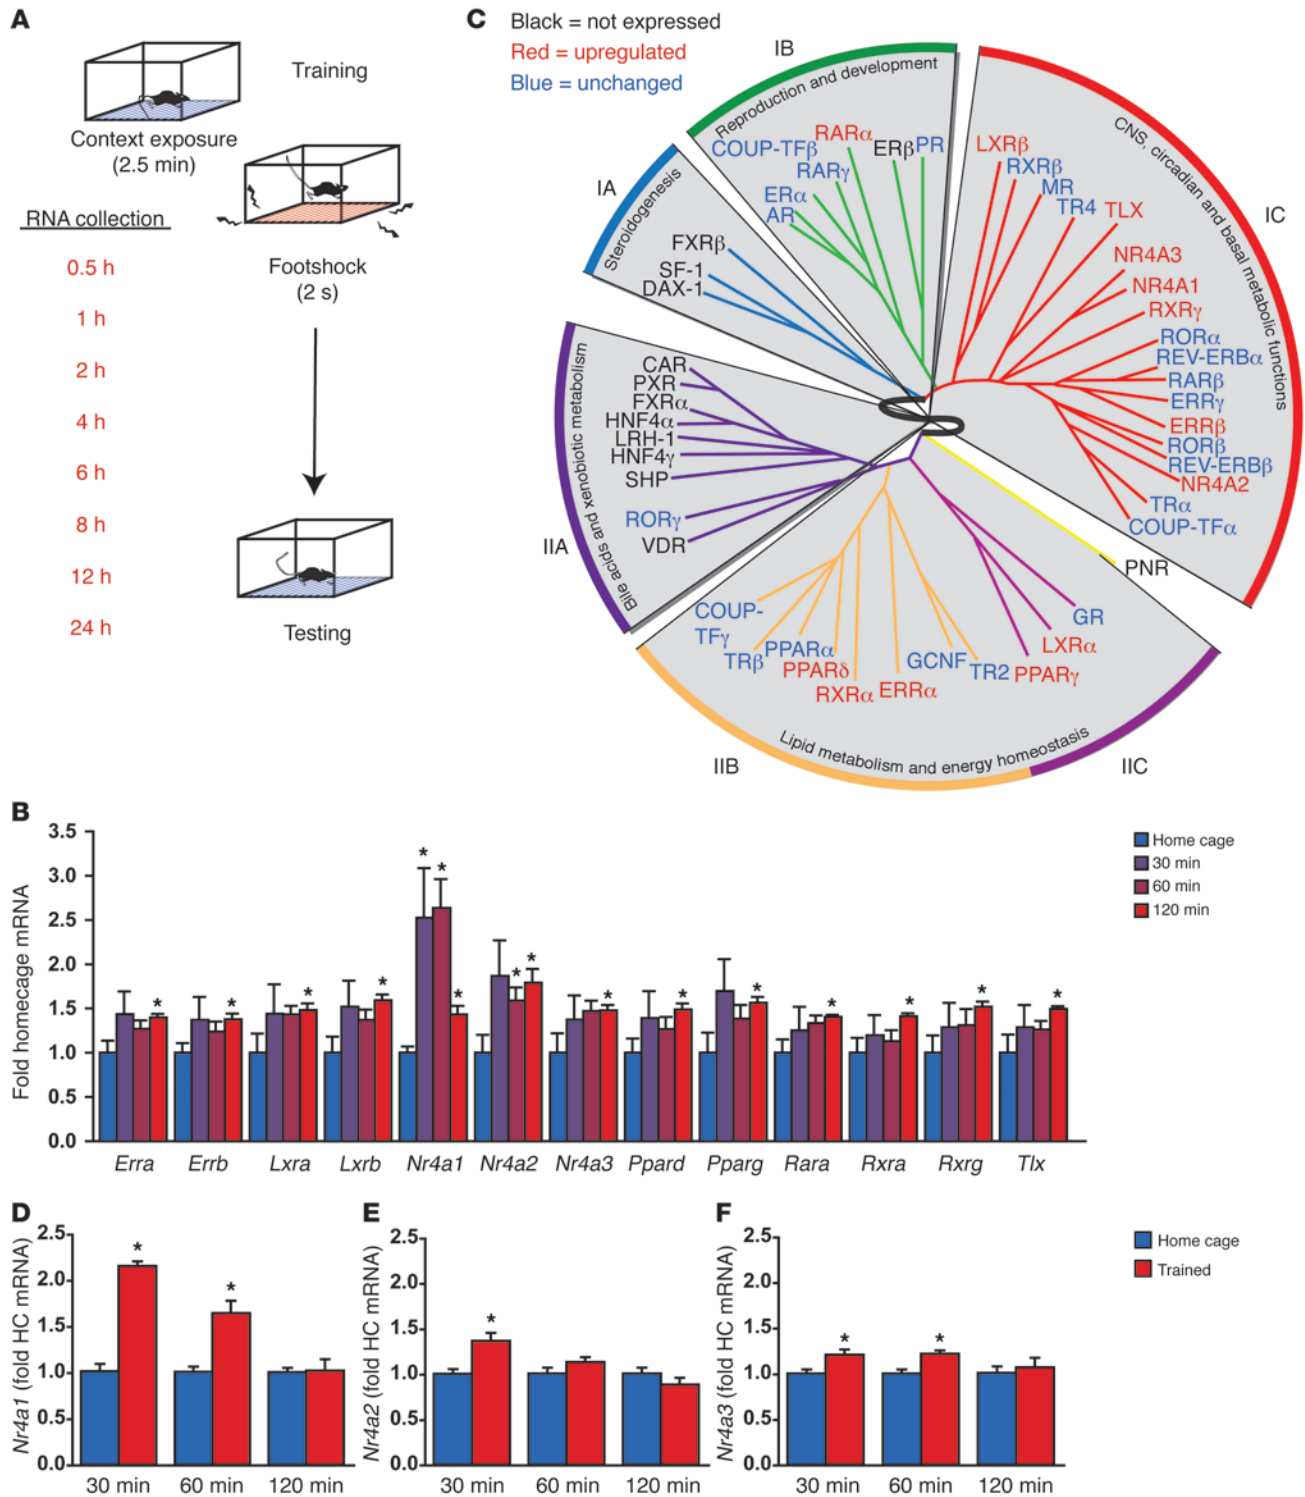 A
Training
Context exposure
(2.5 min)
RNA collection
0.5 h
1 h
2 h
4 h
6 h
8 h
12 h
24 h
Footshock
(2 s)
Testing
C
Black = not expressed
Red = upregulated
Blue = unchanged
IA
Steroidogenesis
FXRβ
SF-1
DAX-1
IB
Reproduction and development
COUP-TFβ
RARα
ERβ
PR
RARγ
ERα
AR
IC
CNS, circadian and basal metabolic functions
LXRβ
RXRβ
MR
TR4
TLX
NR4A3
NR4A1
RXRγ
RORα
REV-ERBα
RARβ
ERRγ
ERRβ
RORβ
REV-ERBβ
NR4A2
TRα
COUP-TFα
PNR
IIA
Bile acids and xenobiotic metabolism
CAR
PXR
FXRα
HNF4α
LRH-1
HNF4γ
SHP
RORγ
VDR
IIB
Lipid metabolism and energy homeostasis
IIC
COUP-
TFγ
TRβ
PPARα
PPARδ
RXRα
ERRα
GCNF
TR2
PPARγ
LXRα
GR
B
Fold homecage mRNA
3.5
3.0
2.5
2.0
1.5
1.0
0.5
0.0
* * * * * * * * * * * * * * * * *
Erra Errb Lxra Lxrb Nr4a1 Nr4a2 Nr4a3 Ppard Pparg Rara Rxra Rxrg Tlx
Home cage
30 min
60 min
120 min
D
Nr4a1 (fold HC mRNA)
2.5
2.0
1.5
1.0
0.5
0.0
* *
30 min 60 min 120 min
E
Nr4a2 (fold HC mRNA)
2.5
2.0
1.5
1.0
0.5
0.0
*
30 min 60 min 120 min
F
Nr4a3 (fold HC mRNA)
2.5
2.0
1.5
1.0
0.5
0.0
* *
30 min 60 min 120 min
Home cage
Trained